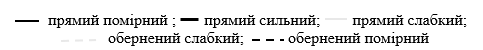 прямий помірний ; прямий сильний; прямий слабкий;
обернений слабкий; обернений помірний